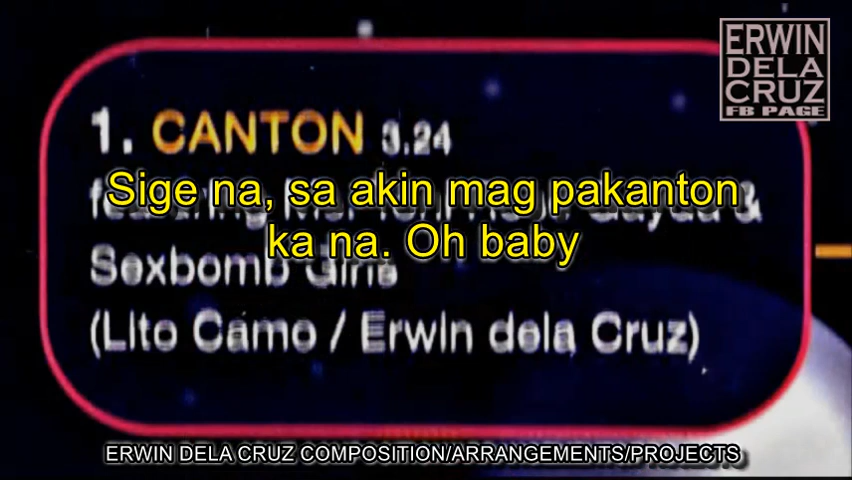 ERWIN
DELA
CRUZ
FB PAGE
1. CANTON 3.24
Sige na, sa akin mag pakanton
ka na. Oh baby
featuring &
Sexbomb Girls
(Lito Camo / Erwin dela Cruz)
ERWIN DELA CRUZ COMPOSITION/ARRANGEMENTS/PROJECTS